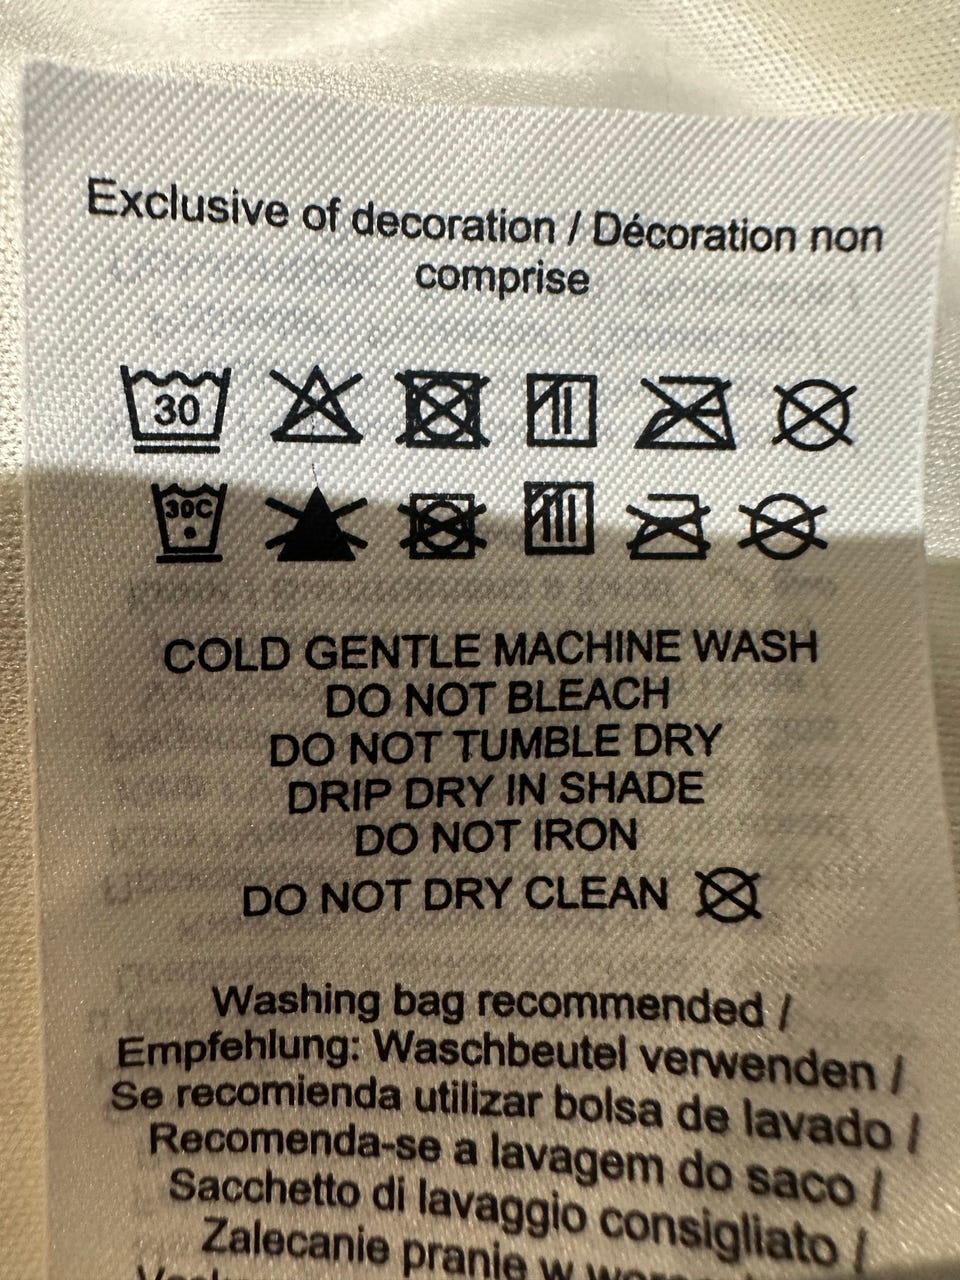 Exclusive of decoration / Décoration non
comprise
30
30C
COLD GENTLE MACHINE WASH
DO NOT BLEACH
DO NOT TUMBLE DRY
DRIP DRY IN SHADE
DO NOT IRON
DO NOT DRY CLEAN
Washing bag recommended /
Empfehlung: Waschbeutel verwenden /
Se recomienda utilizar bolsa de lavado /
Recomenda-se a lavagem do saco /
Sacchetto di lavaggio consigliato /
Zalecanie pranie w